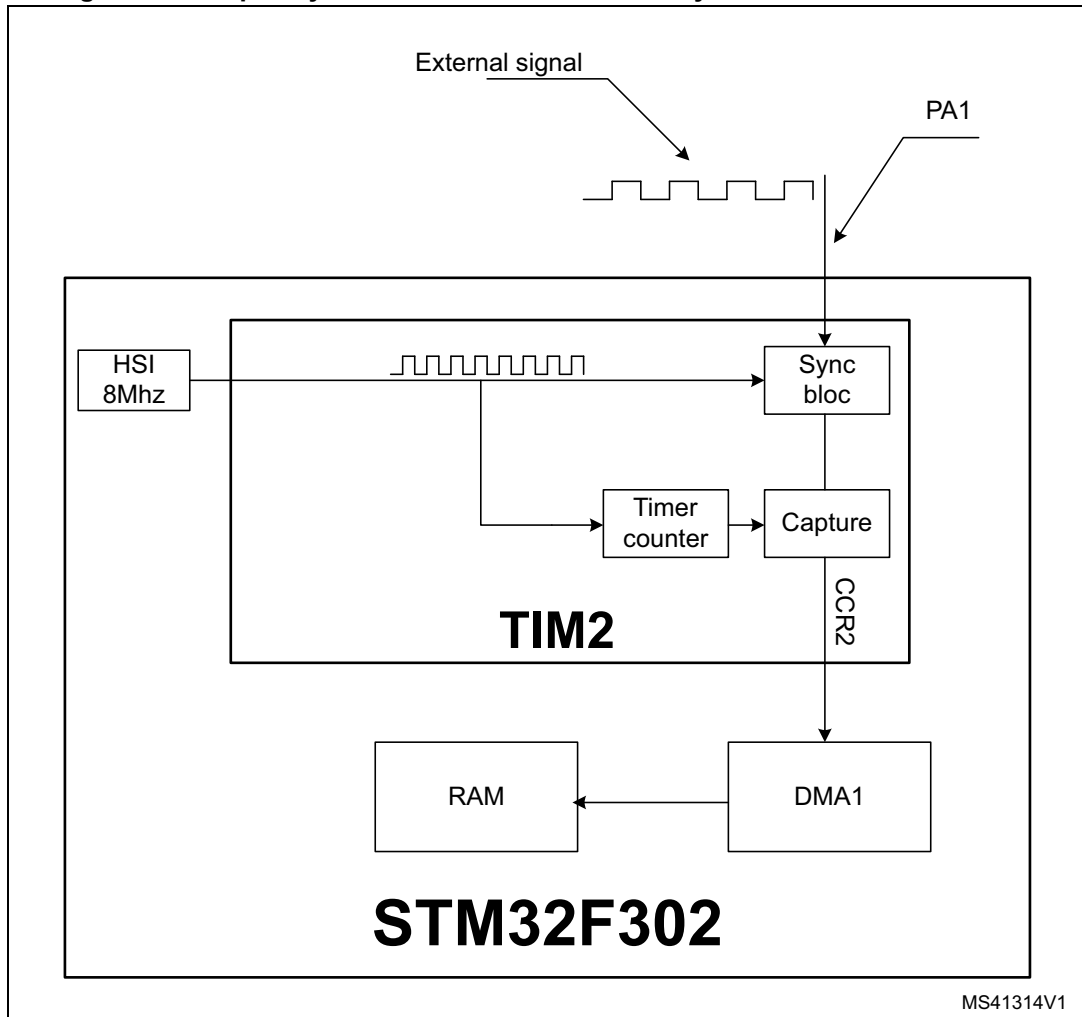 External signal
PA1
HSI
8Mhz
Sync
bloc
Timer
counter
Capture
CCR2
TIM2
RAM
DMA1
STM32F302
MS41314V1